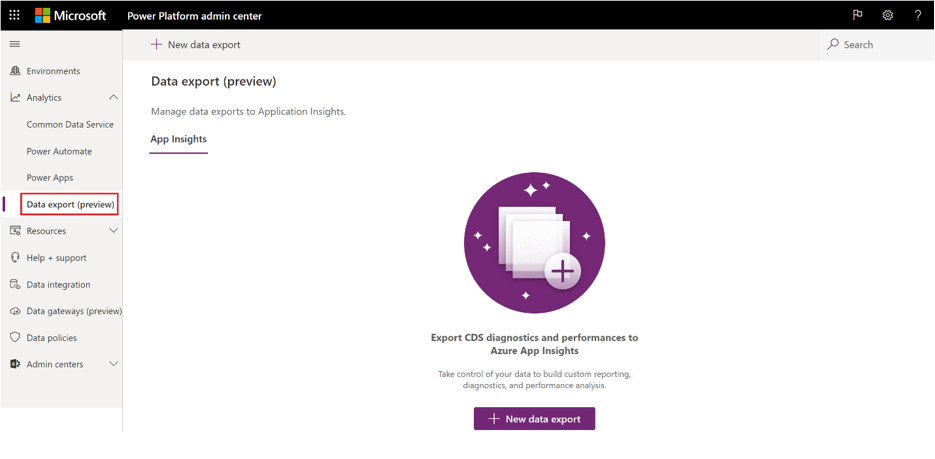 Microsoft
Power Platform admin center
?
New data export
Search
Environments
Analytics
Common Data Service
Power Automate
Power Apps
Data export (preview)
Resources
Help + support
Data integration
Data gateways (preview)
Data policies
Admin centers
Data export (preview)
Manage data exports to Application Insights.
App Insights
Export CDS diagnostics and performances to
Azure App Insights
Take control of your data to build custom reporting,
diagnostics, and performance analysis.
New data export